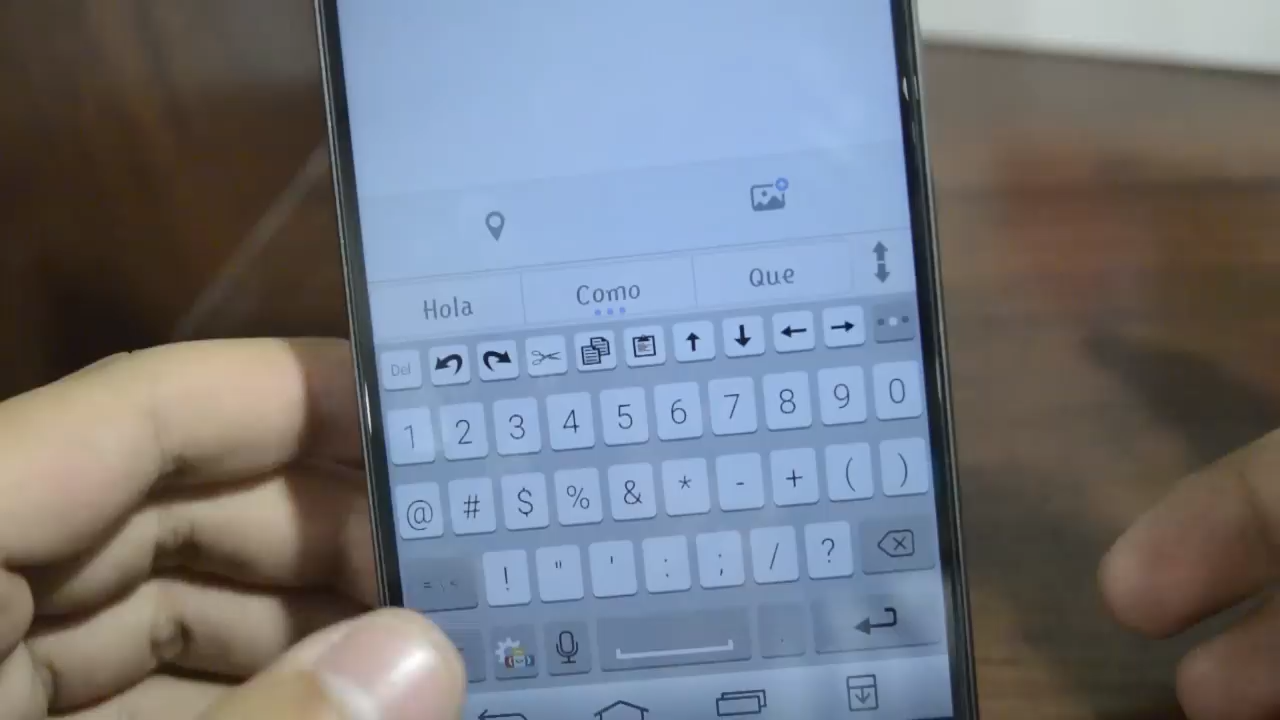 Hola Como Que
Del
1 2 3 4 5 6 7 8 9 0
@ # $ % & * - + ( )
! " ' : ; / ?
.